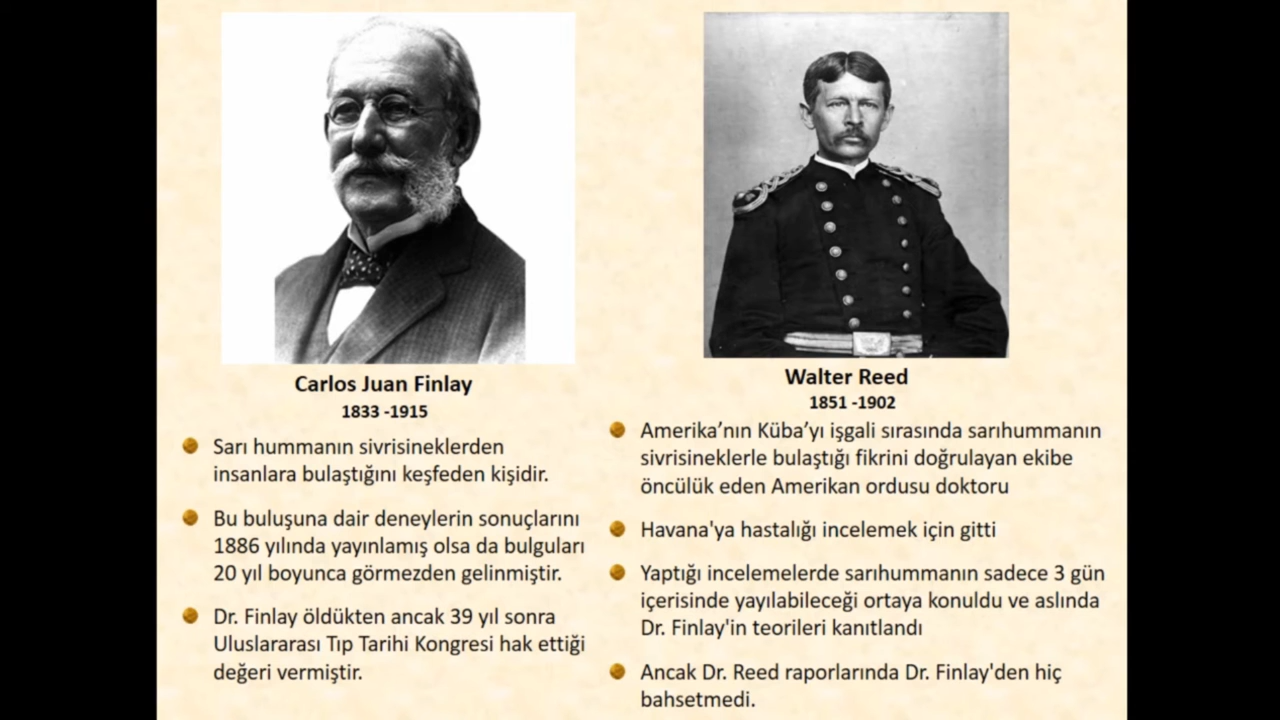 Carlos Juan Finlay
1833 -1915
Sarı hummanın sivrisineklerden
insanlara bulaştığını keşfeden kişidir.
Bu buluşuna dair deneylerin sonuçlarını
1886 yılında yayınlamış olsa da bulguları
20 yıl boyunca görmezden gelinmiştir.
Dr. Finlay öldükten ancak 39 yıl sonra
Uluslararası Tıp Tarihi Kongresi hak ettiği
değeri vermiştir.
Walter Reed
1851 -1902
Amerika’nın Küba’yı işgali sırasında sarıhummanın
sivrisineklerle bulaştığı fikrini doğrulayan ekibe
öncülük eden Amerikan ordusu doktoru
Havana'ya hastalığı incelemek için gitti
Yaptığı incelemelerde sarıhummanın sadece 3 gün
içerisinde yayılabileceği ortaya konuldu ve aslında
Dr. Finlay'in teorileri kanıtlandı
Ancak Dr. Reed raporlarında Dr. Finlay'den hiç
bahsetmedi.